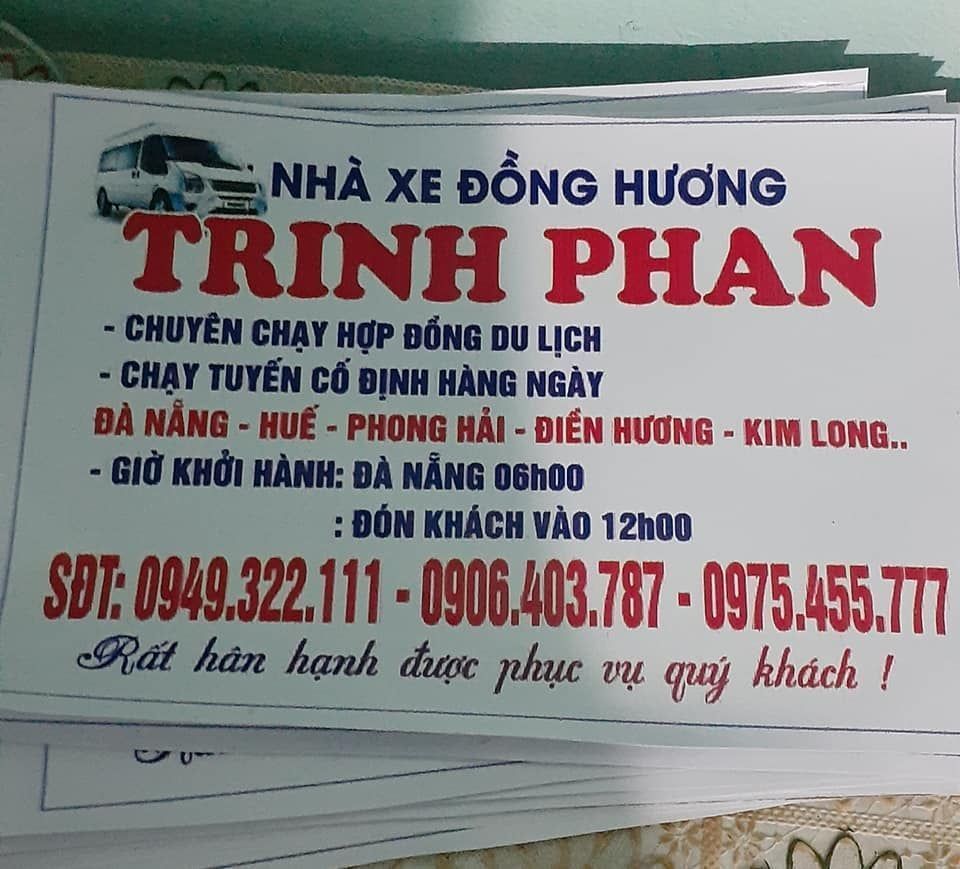 NHÀ XE ĐỒNG HƯƠNG
TRINH PHAN
- CHUYÊN CHẠY HỢP ĐỒNG DU LỊCH
- CHẠY TUYẾN CỐ ĐỊNH HÀNG NGÀY
ĐÀ NẴNG - HUẾ - PHONG HẢI - ĐIỀN HƯƠNG - KIM LONG..
- GIỜ KHỞI HÀNH: ĐÀ NẴNG 06h00
: ĐÓN KHÁCH VÀO 12h00
SĐT: 0949.322.111 - 0906.403.787 - 0975.455.777
Rất hân hạnh được phục vụ quý khách !